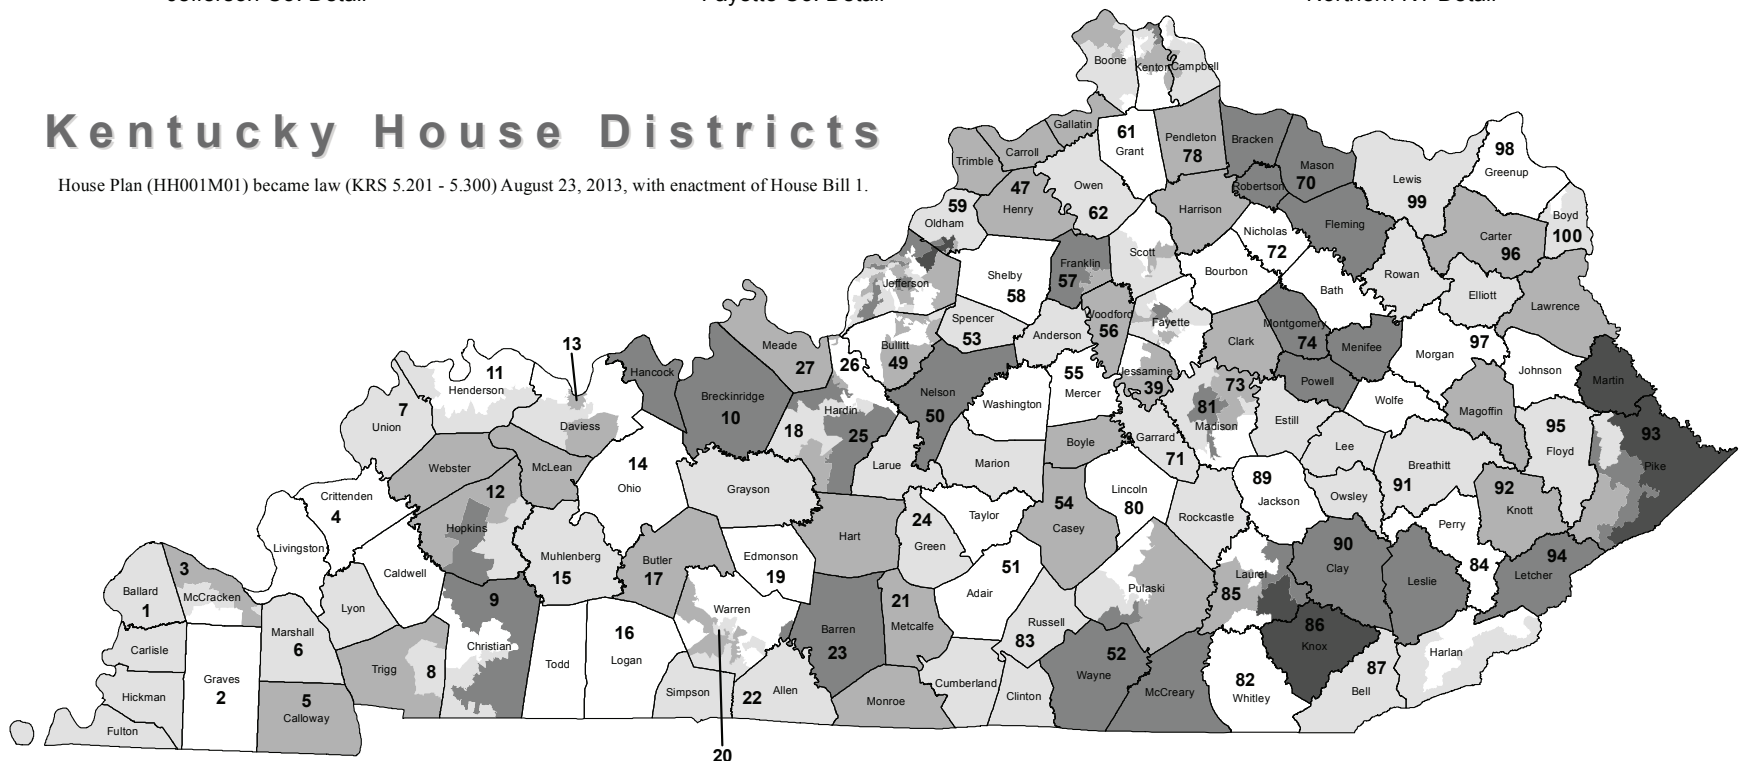 Kentucky House Districts
House Plan (HH001M01) became law (KRS 5.201 - 5.300) August 23, 2013, with enactment of House Bill 1.
Boone
Kenton
Campbell
Gallatin
61
Grant
Pendleton
78
Bracken
Mason
70
Robertson
Lewis
99
98
Greenup
Trimble
Carroll
47
Henry
Owen
62
Harrison
Fleming
Nicholas
72
Boyd
100
Carter
96
59
Oldham
Jefferson
Shelby
58
Franklin
57
Scott
Bourbon
Bath
Rowan
Elliott
Lawrence
Spencer
53
Anderson
Woodford
56
Fayette
Clark
Montgomery
74
Menifee
Morgan
97
Johnson
Martin
Meade
27
26
Bullitt
49
Nelson
50
Washington
55
Mercer
Jessamine
39
73
81
Madison
Powell
Estill
Wolfe
Magoffin
13
11
Henderson
7
Union
Daviess
Hancock
Breckinridge
10
Hardin
18
25
Larue
Marion
Boyle
Garrard
71
Lee
Breathitt
91
95
Floyd
93
Pike
Webster
McLean
14
Ohio
Grayson
12
Hopkins
Crittenden
4
Livingston
Caldwell
Muhlenberg
15
Butler
17
Edmonson
19
Hart
24
Green
Taylor
54
Casey
Lincoln
80
Rockcastle
89
Jackson
Owsley
Perry
84
92
Knott
94
Letcher
90
Clay
Leslie
Ballard
1
3
McCracken
Lyon
9
Christian
Warren
51
Adair
21
Metcalfe
Barren
23
Russell
83
Pulaski
Laurel
85
86
Knox
Harlan
Carlisle
Marshall
6
Hickman
Graves
2
Fulton
5
Calloway
Trigg
8
Todd
16
Logan
Simpson
22
Allen
20
Monroe
Cumberland
Clinton
52
Wayne
McCreary
82
Whitley
87
Bell